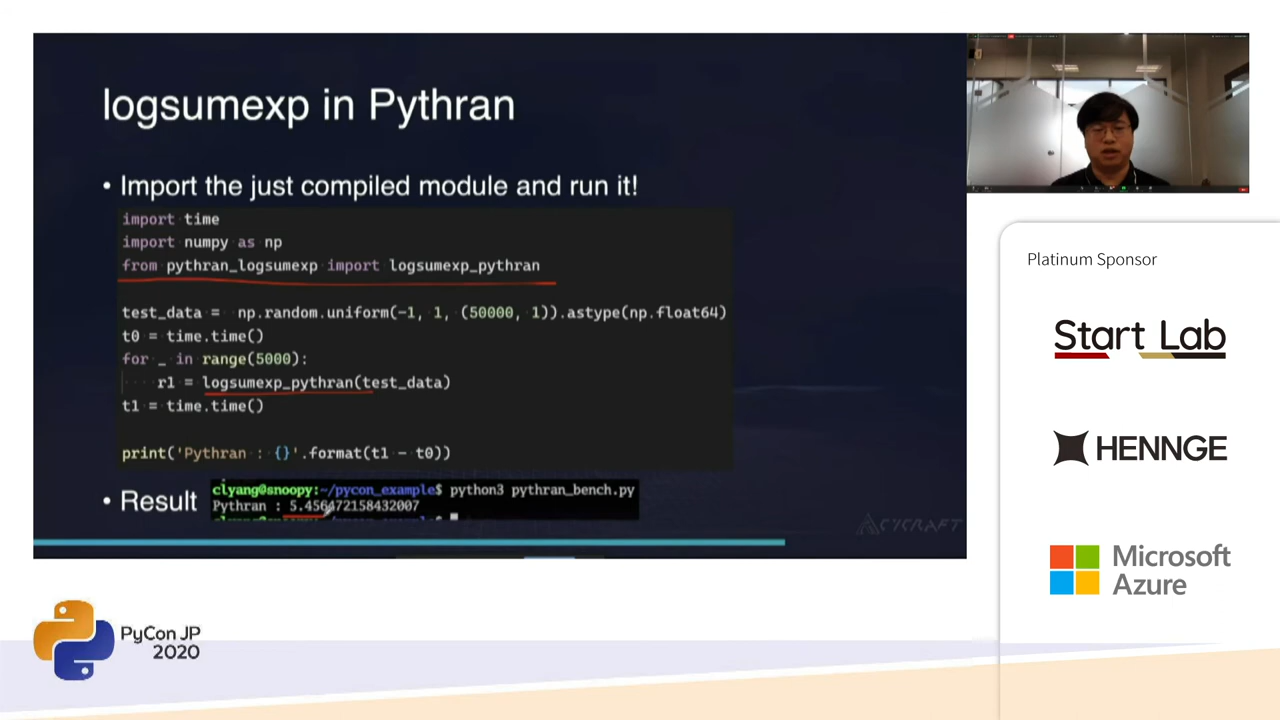 logsumexp in Pythran
• Import the just compiled module and run it!
import time
import numpy as np
from pythran_logsumexp import logsumexp_pythran
test_data = np.random.uniform(-1, 1, (50000, 1)).astype(np.float64)
t0 = time.time()
for _ in range(5000):
r1 = logsumexp_pythran(test_data)
t1 = time.time()
print('Pythran : {}'.format(t1 - t0))
• Result
clyang@snoopy:~/pycon_example$ python3 pythran_bench.py
Pythran : 5.456472158432007
CYCRAFT
Platinum Sponsor
Start Lab
HENNGE
Microsoft
Azure
PyCon JP
2020